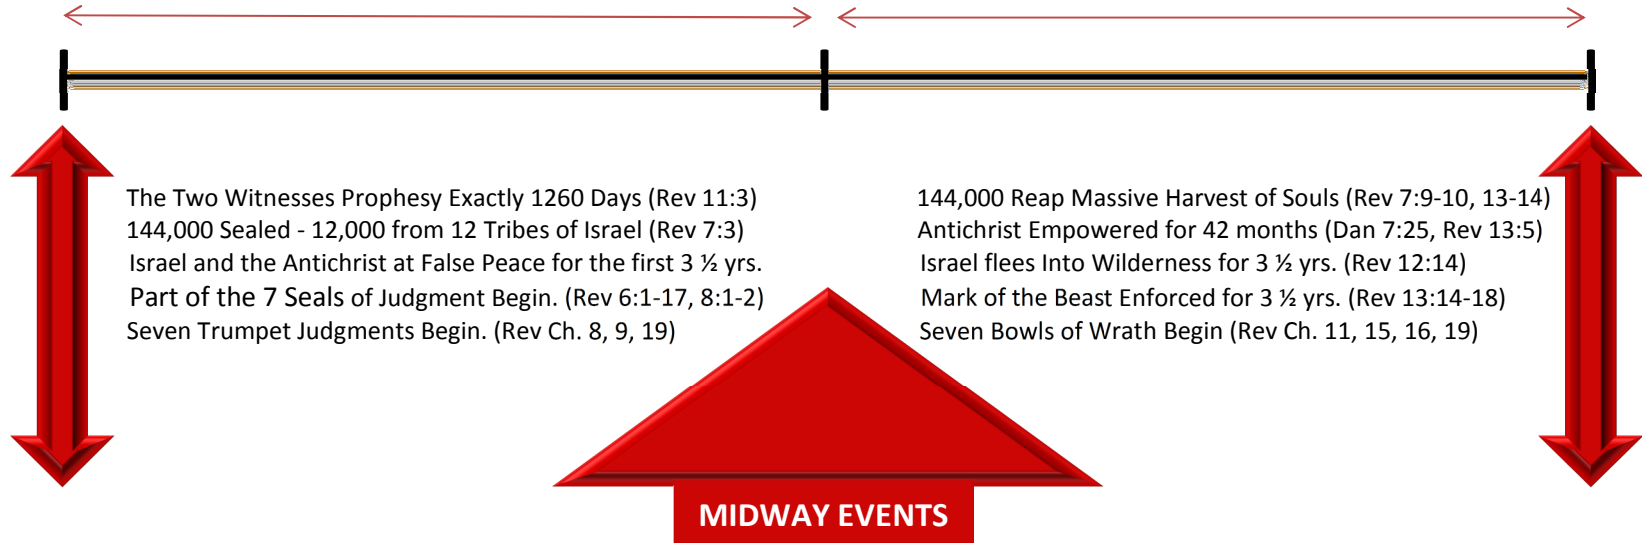 The Two Witnesses Prophesy Exactly 1260 Days (Rev 11:3)
144,000 Sealed - 12,000 from 12 Tribes of Israel (Rev 7:3)
Israel and the Antichrist at False Peace for the first 3 ½ yrs.
Part of the 7 Seals of Judgment Begin. (Rev 6:1-17, 8:1-2)
Seven Trumpet Judgments Begin. (Rev Ch. 8, 9, 19)
144,000 Reap Massive Harvest of Souls (Rev 7:9-10, 13-14)
Antichrist Empowered for 42 months (Dan 7:25, Rev 13:5)
Israel flees Into Wilderness for 3 ½ yrs. (Rev 12:14)
Mark of the Beast Enforced for 3 ½ yrs. (Rev 13:14-18)
Seven Bowls of Wrath Begin (Rev Ch. 11, 15, 16, 19)
MIDWAY EVENTS